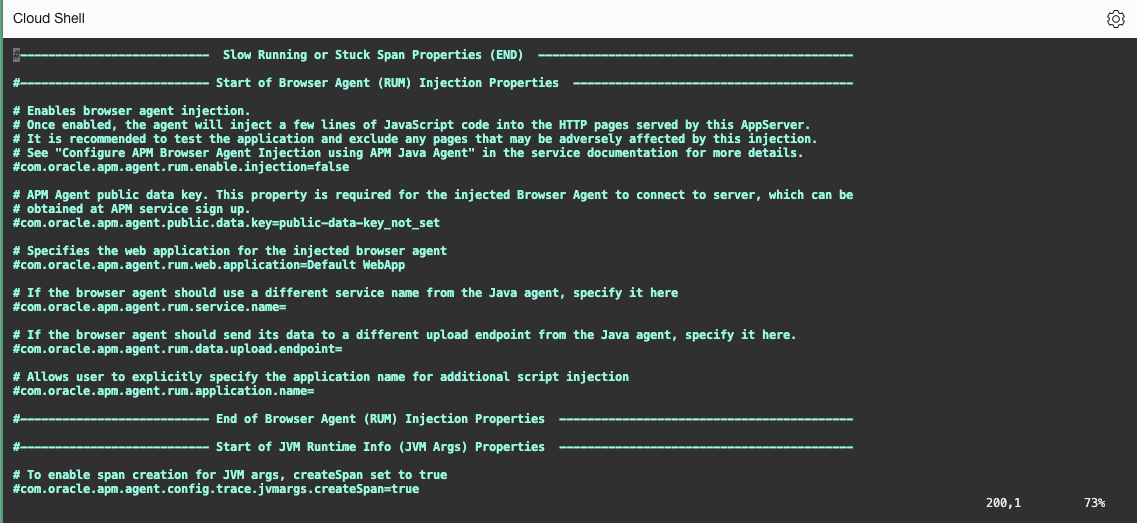 Cloud Shell
#--------------------------- Slow Running or Stuck Span Properties (END) ---------------------------------------------
#--------------------------- Start of Browser Agent (RUM) Injection Properties ----------------------------------------
# Enables browser agent injection.
# Once enabled, the agent will inject a few lines of JavaScript code into the HTTP pages served by this AppServer.
# It is recommended to test the application and exclude any pages that may be adversely affected by this injection.
# See "Configure APM Browser Agent Injection using APM Java Agent" in the service documentation for more details.
#com.oracle.apm.agent.rum.enable.injection=false
# APM Agent public data key. This property is required for the injected Browser Agent to connect to server, which can be
# obtained at APM service sign up.
#com.oracle.apm.agent.public.data.key=public-data-key_not_set
# Specifies the web application for the injected browser agent
#com.oracle.apm.agent.rum.web.application=Default WebApp
# If the browser agent should use a different service name from the Java agent, specify it here
#com.oracle.apm.agent.rum.service.name=
# If the browser agent should send its data to a different upload endpoint from the Java agent, specify it here.
#com.oracle.apm.agent.rum.data.upload.endpoint=
# Allows user to explicitly specify the application name for additional script injection
#com.oracle.apm.agent.rum.application.name=
#--------------------------- End of Browser Agent (RUM) Injection Properties ------------------------------------------
#--------------------------- Start of JVM Runtime Info (JVM Args) Properties ------------------------------------------
# To enable span creation for JVM args, createSpan set to true
#com.oracle.apm.agent.config.trace.jvmargs.createSpan=true
200,1 73%